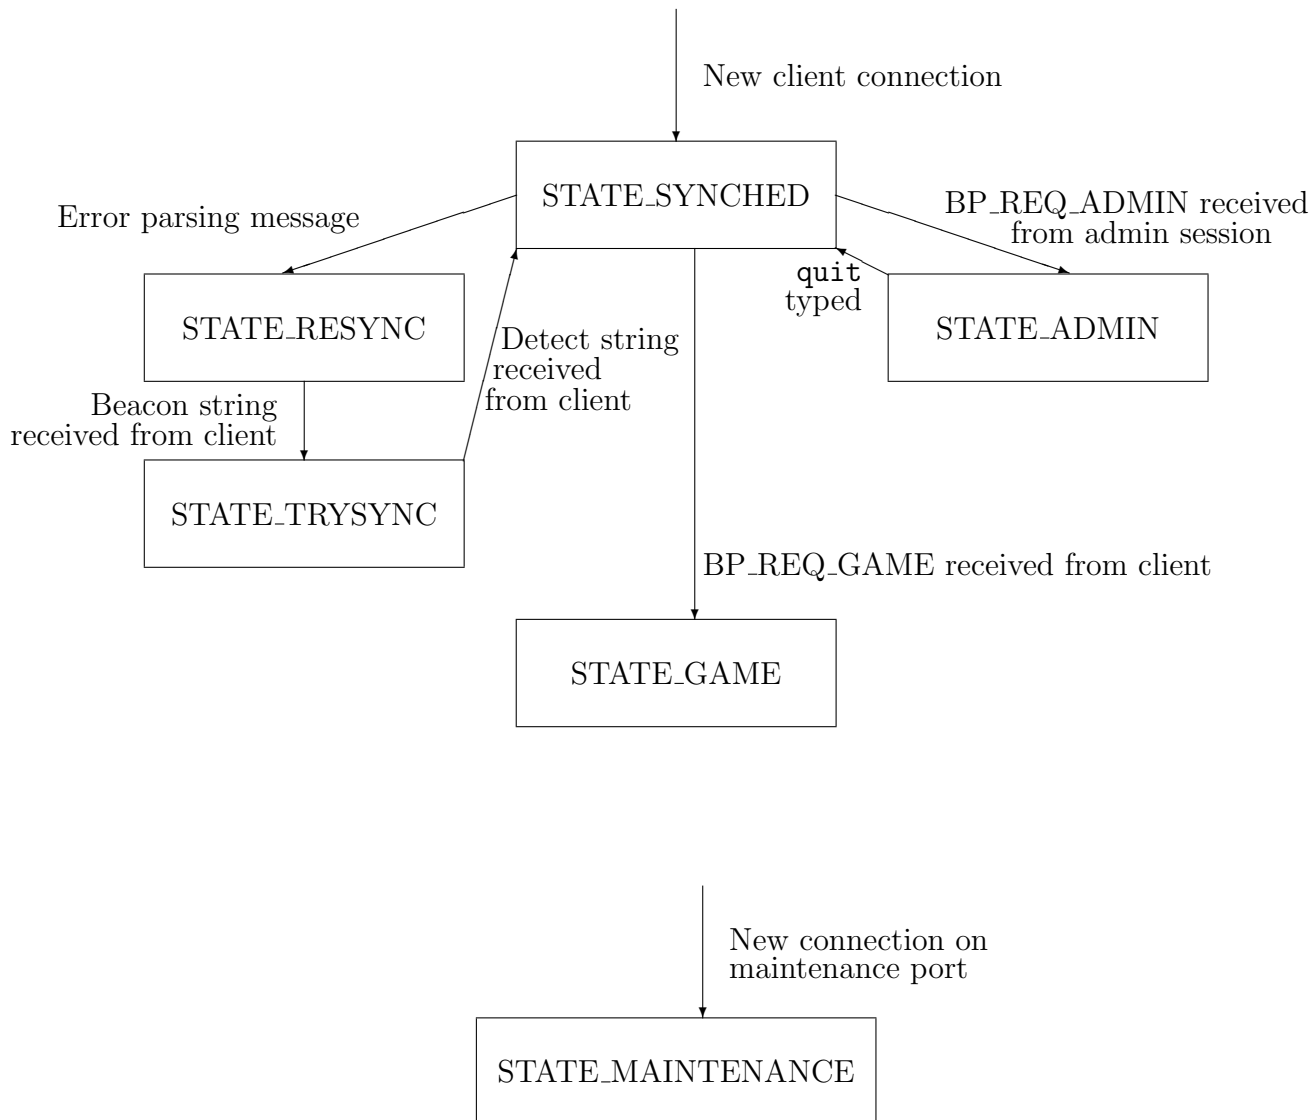 New client connection
STATE_SYNCHED
Error parsing message
BP_REQ_ADMIN received
from admin session
quit
typed
STATE_RESYNC
STATE_ADMIN
Detect string
received
from client
Beacon string
received from client
STATE_TRYSYNC
BP_REQ_GAME received from client
STATE_GAME
New connection on
maintenance port
STATE_MAINTENANCE